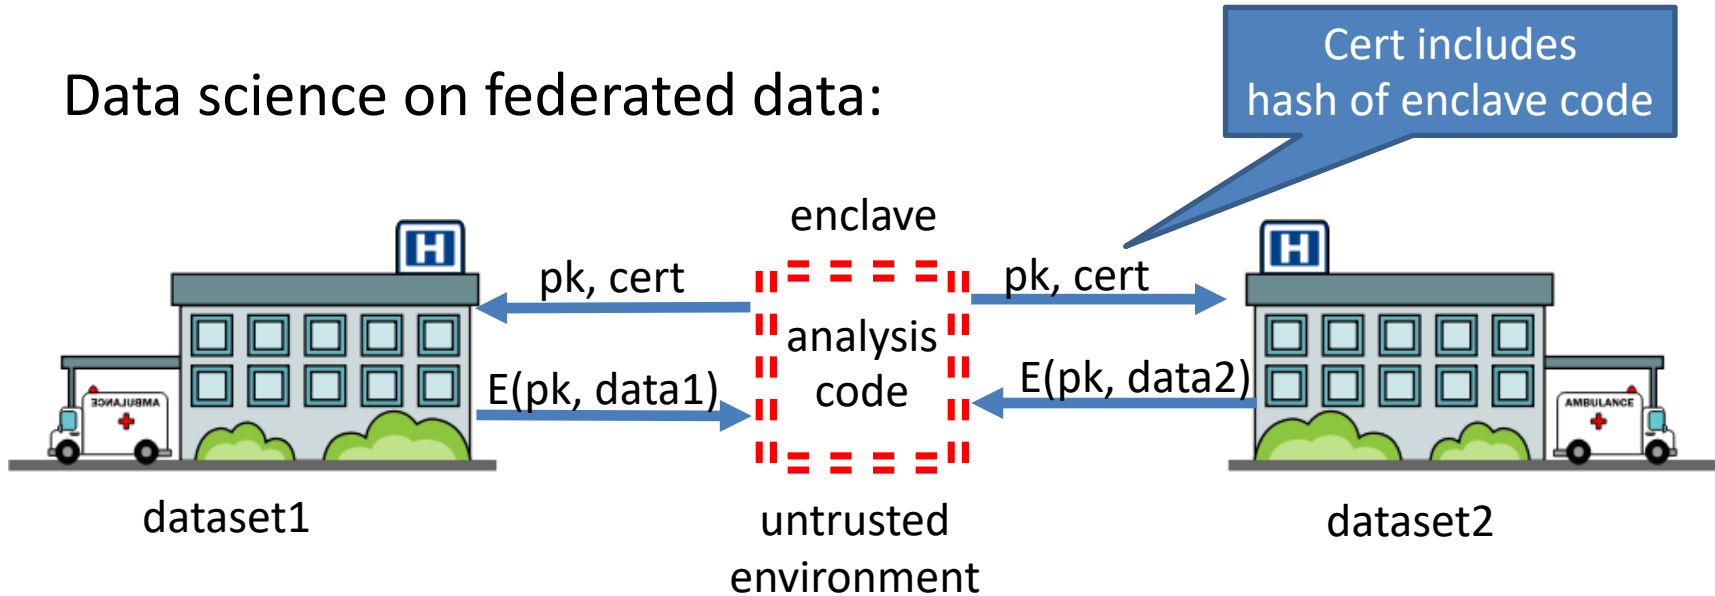 Cert includes
hash of enclave code
Data science on federated data:
enclave
H
H
pk, cert
pk, cert
analysis
code
E(pk, data1)
E(pk, data2)
AMBULANCE
AMBULANCE
dataset1
untrusted
environment
dataset2